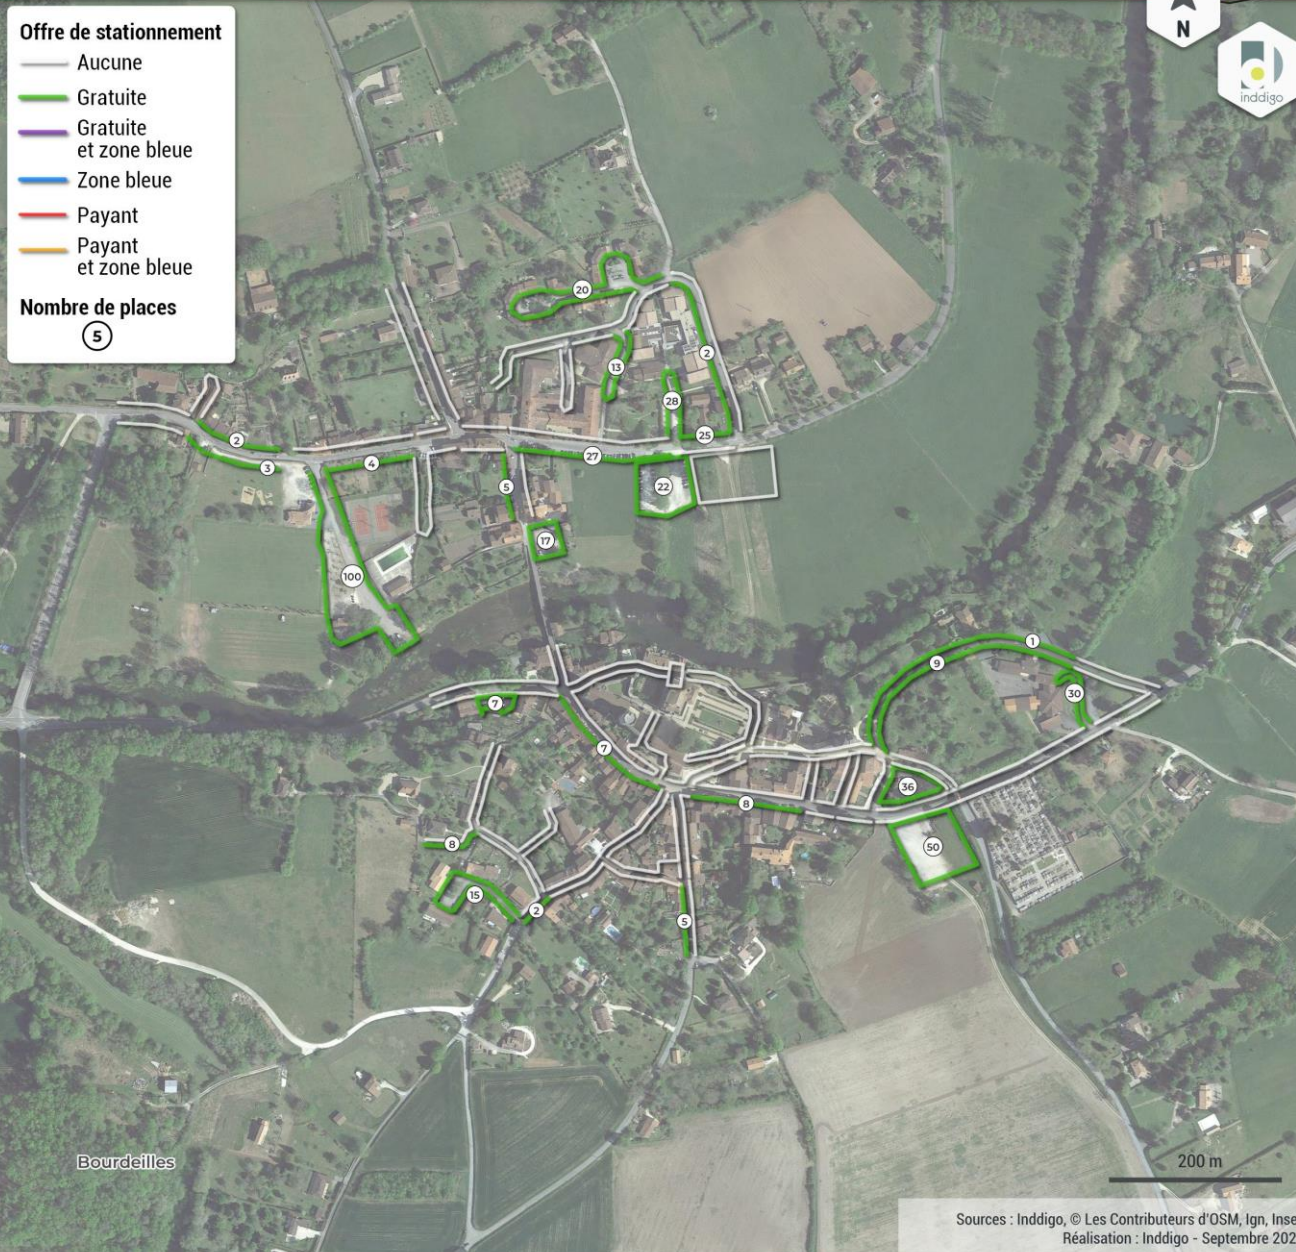 Offre de stationnement
Aucune
Gratuite
Gratuite
et zone bleue
Zone bleue
Payant
Payant
et zone bleue
Nombre de places
5
N
inddigo
20
2
13
28
25
2
3
4
27
5
22
17
100
1
9
30
7
7
36
8
50
8
15
2
5
Bourdeilles
200 m
Sources : Inddigo, © Les Contributeurs d'OSM, Ign, Inse
Réalisation : Inddigo - Septembre 202